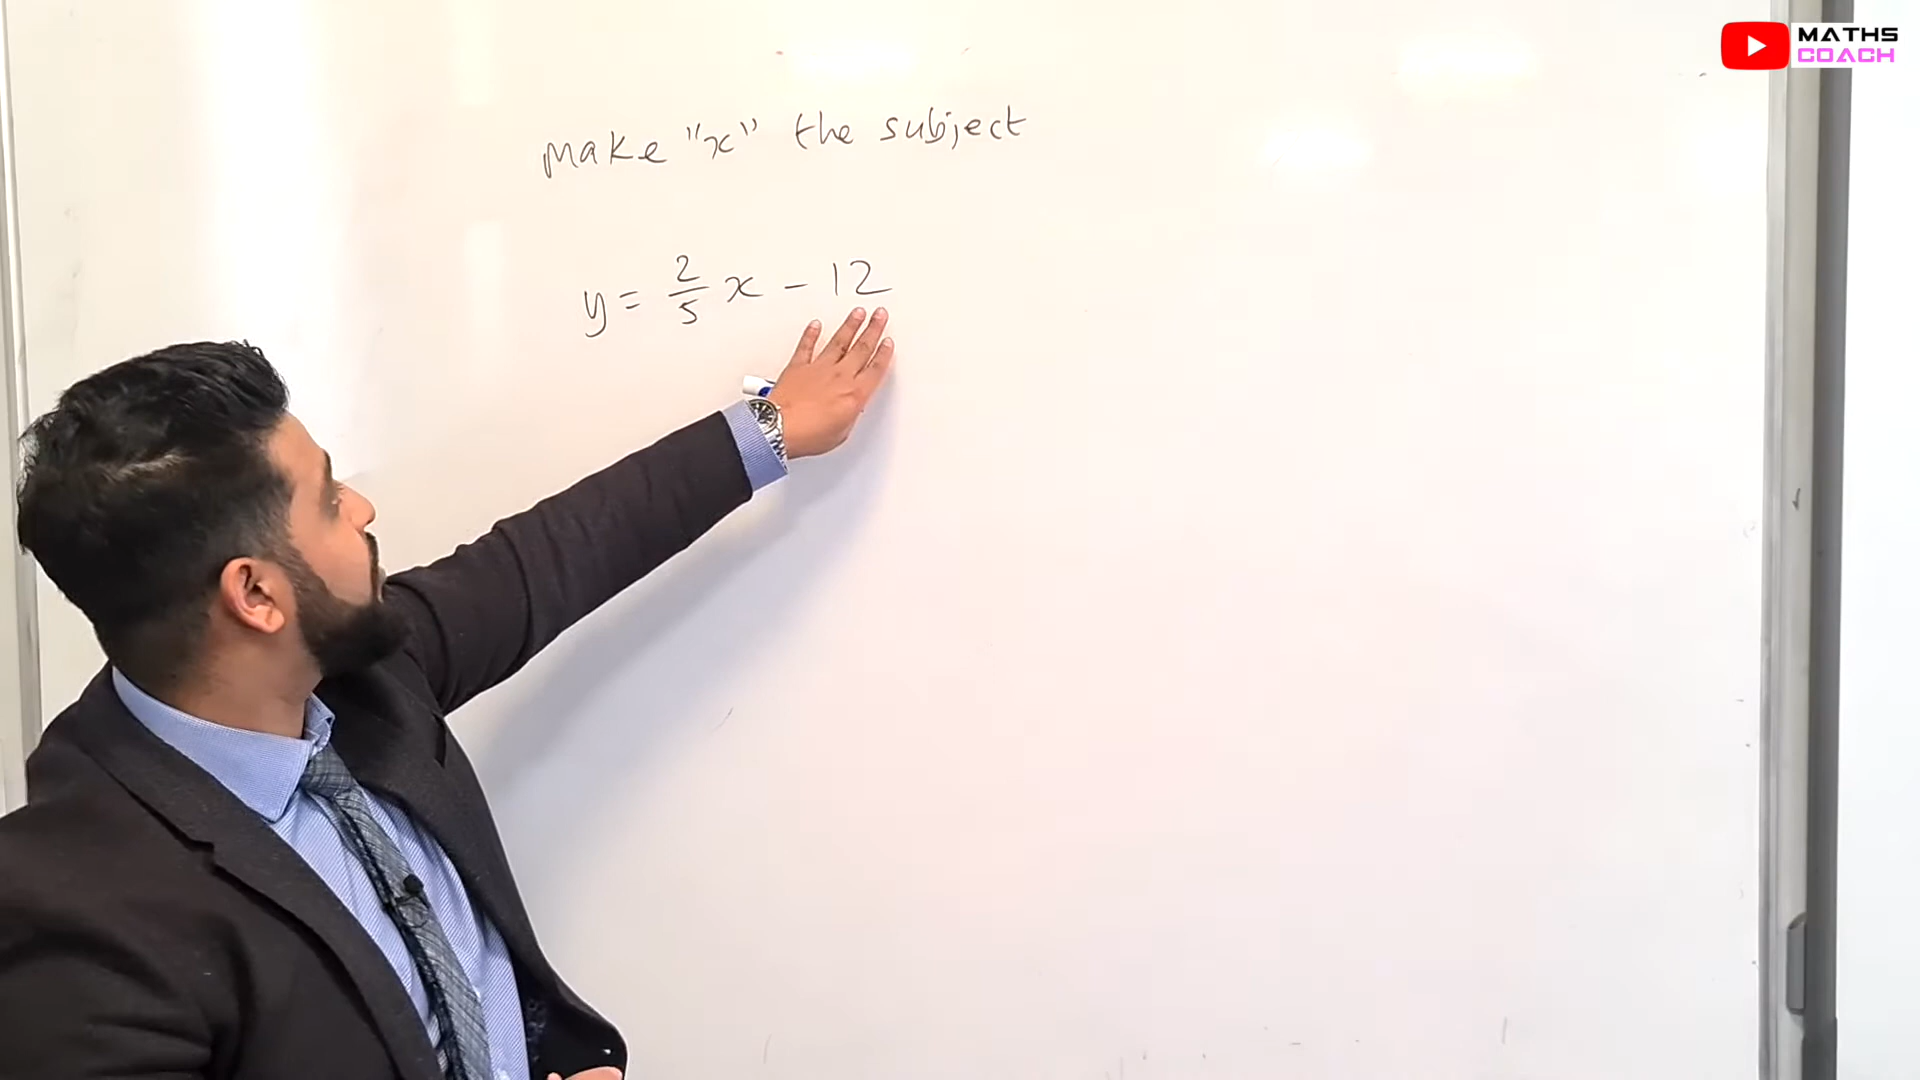 MATHS
COACH
make "x" the subject
y = 2/5 x - 12